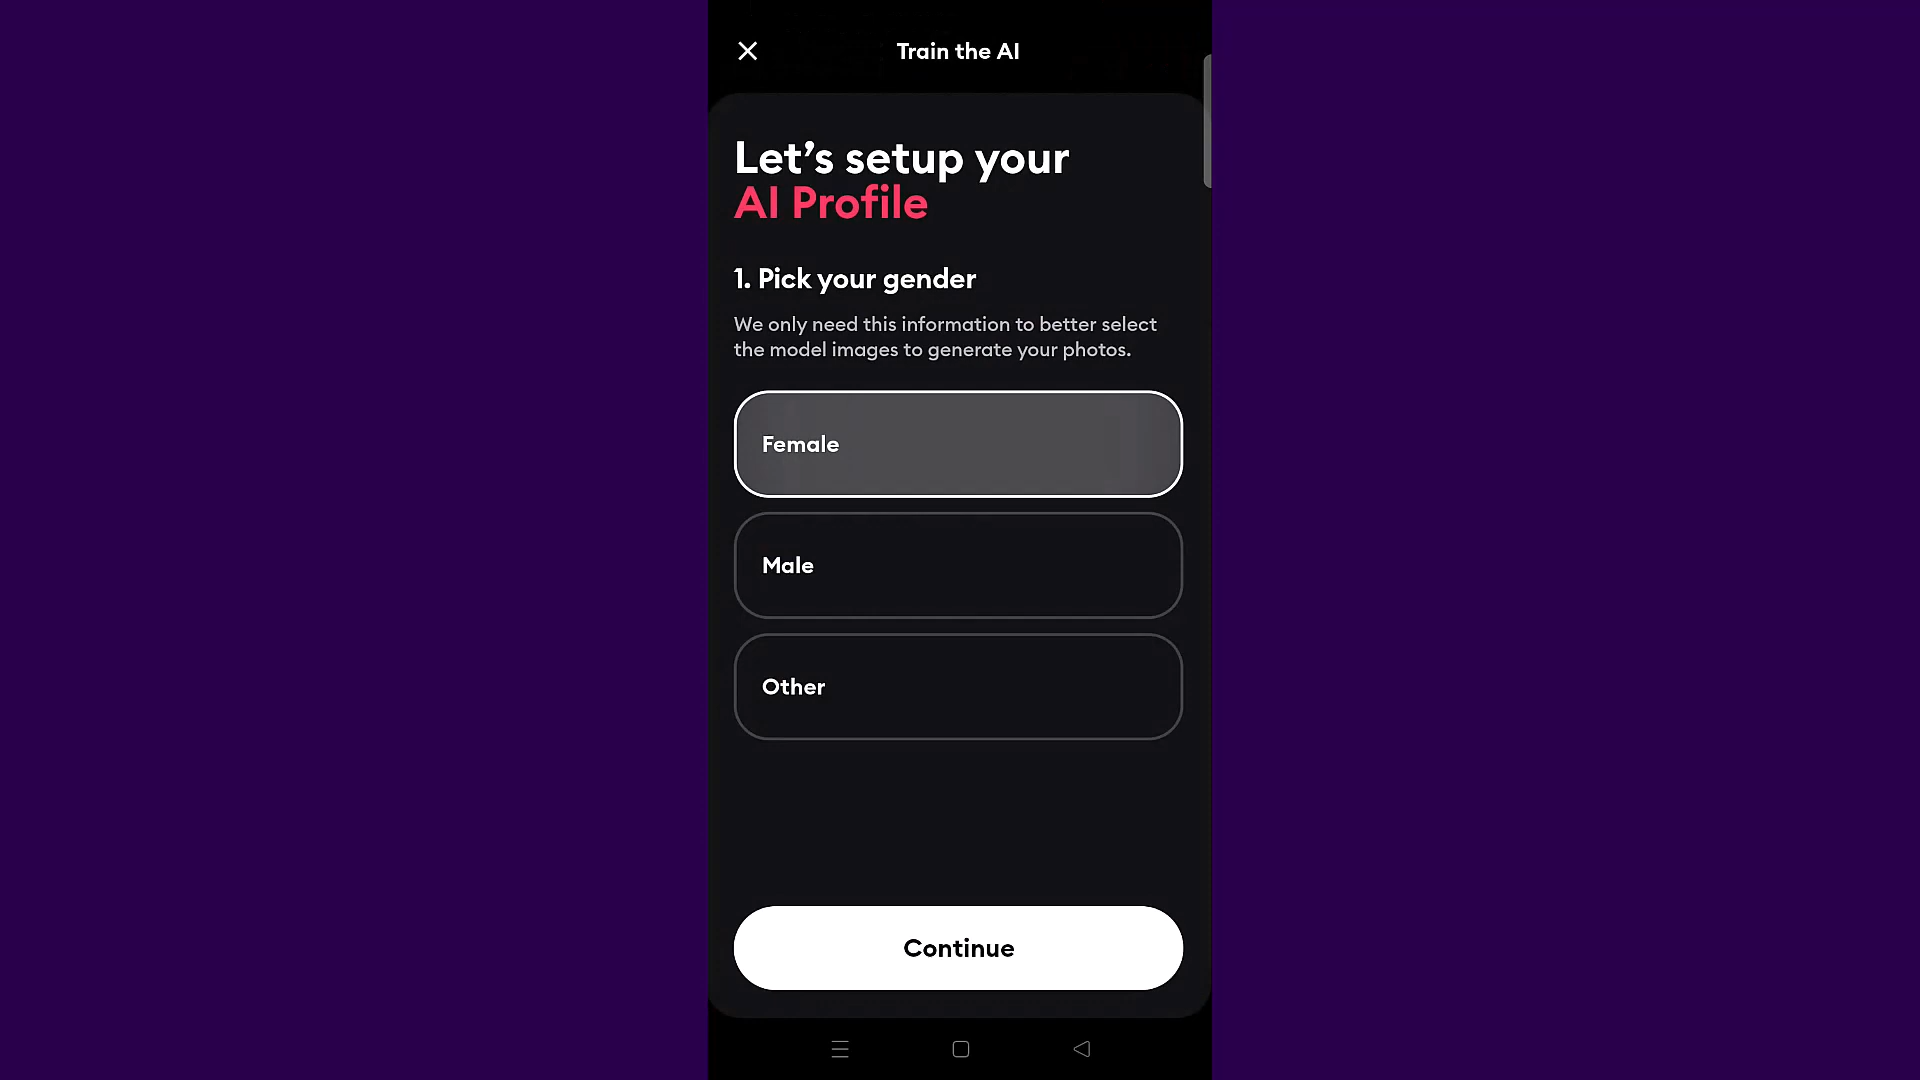 Train the AI
Let’s setup your
AI Profile
1. Pick your gender
We only need this information to better select
the model images to generate your photos.
Female
Male
Other
Continue